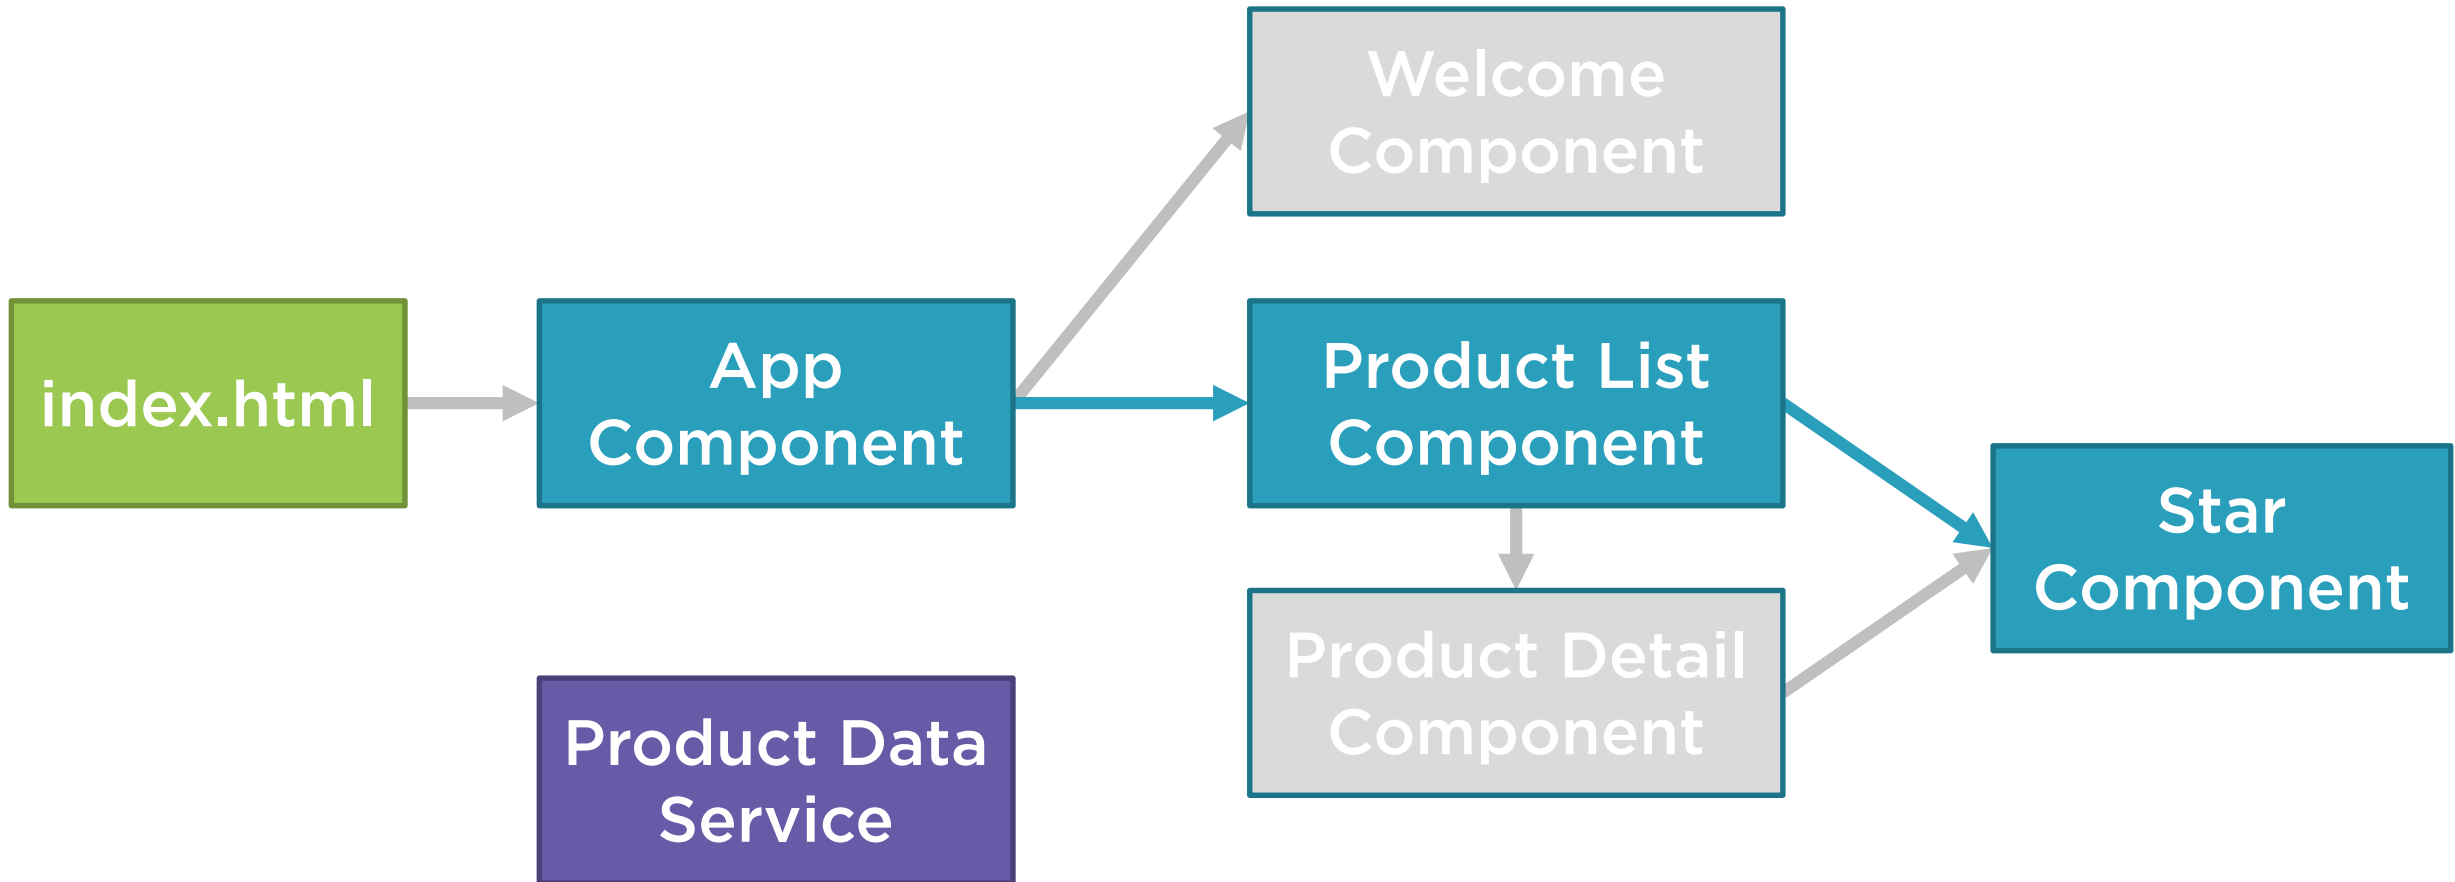 Welcome
Component
index.html
App
Component
Product List
Component
Star
Component
Product Detail
Component
Product Data
Service